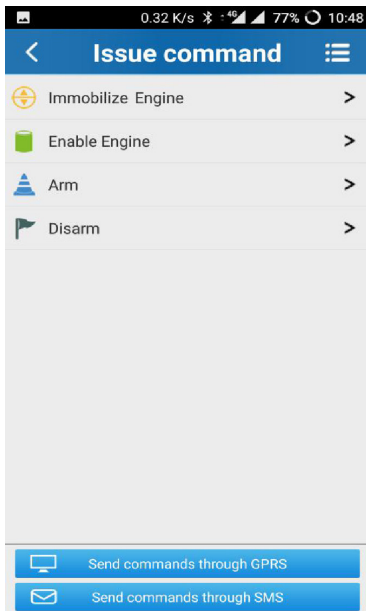 0.32 K/s 4G 77% 10:48
Issue command
Immobilize Engine >
Enable Engine >
Arm >
Disarm >
Send commands through GPRS
Send commands through SMS